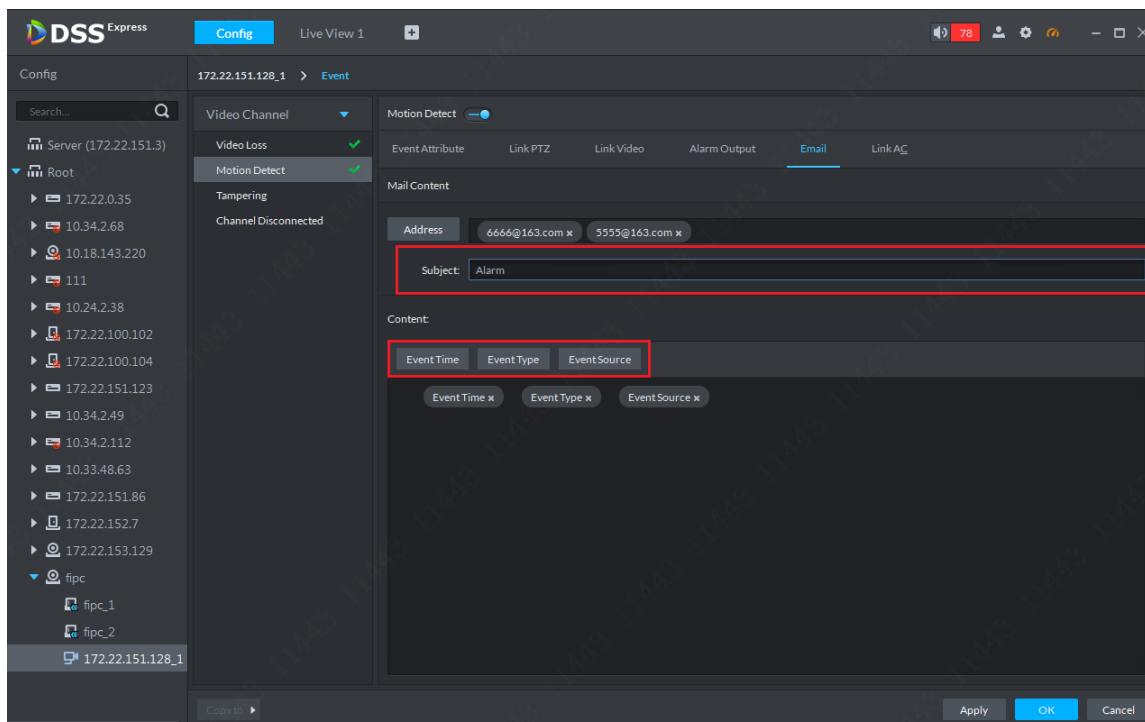 DSS Express
Config
Live View 1
78
Config
172.22.151.128_1 > Event
Search...
Server (172.22.151.3)
Root
172.22.0.35
10.34.2.68
10.18.143.220
111
10.24.2.38
172.22.100.102
172.22.100.104
172.22.151.123
10.34.2.49
10.34.2.112
10.33.48.63
172.22.151.86
172.22.152.7
172.22.153.129
fipc
fipc_1
fipc_2
172.22.151.128_1
Video Channel
Video Loss
Motion Detect
Tampering
Channel Disconnected
Motion Detect
Event Attribute Link PTZ Link Video Alarm Output Email Link AC
Mail Content
Address 6666@163.com x 5555@163.com x
Subject: Alarm
Content:
Event Time Event Type Event Source
Event Time x Event Type x Event Source x
Copy to
Apply OK Cancel
11443 11443 11443